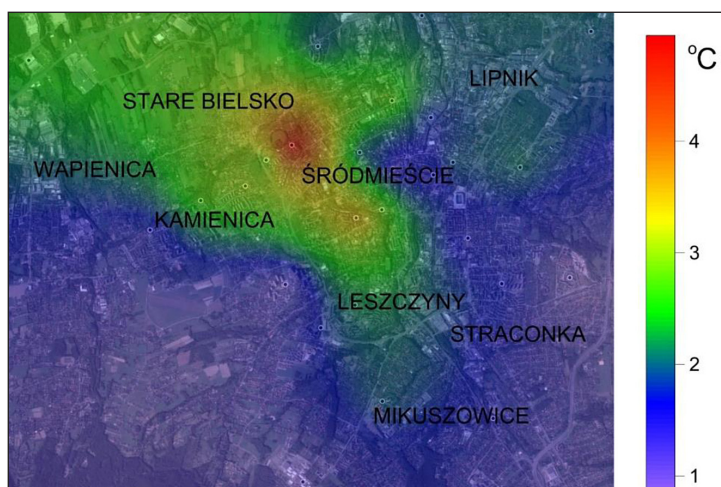 °C
LIPNIK
STARE BIELSKO
4
WAPIENICA
ŚRÓDMIEŚCIE
KAMIENICA
3
LESZCZYNY
STRACONKA
2
MIKUSZOWICE
1